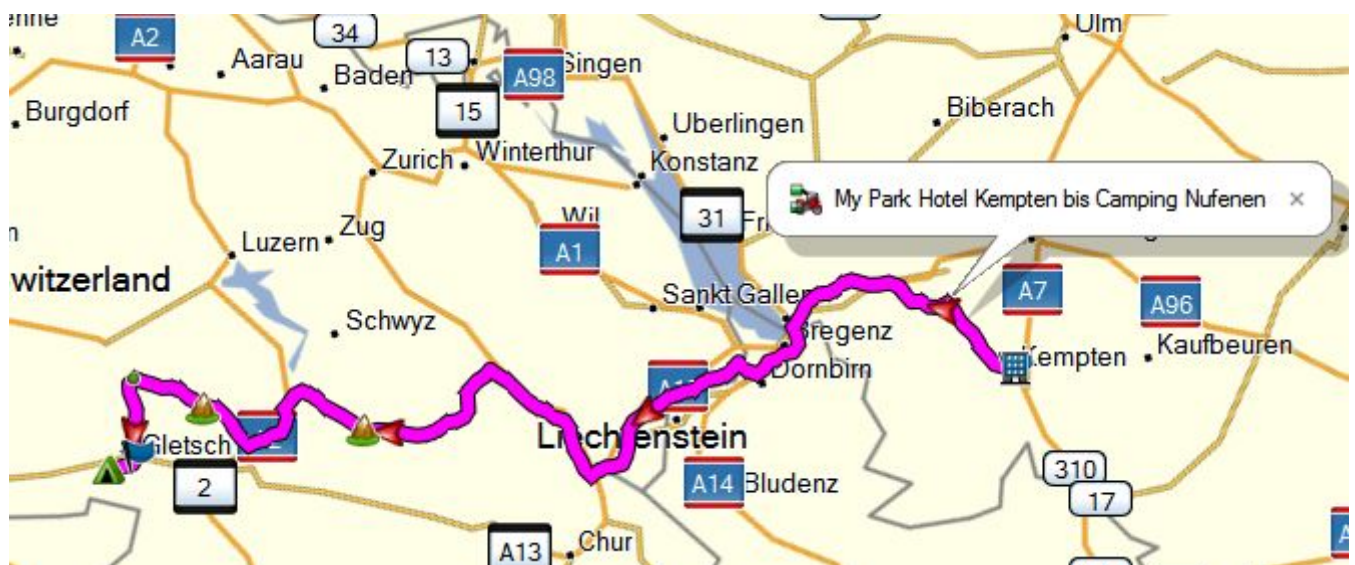 Ulm
A2
34
Aarau
Baden
13
A98
Singen
15
Burgdorf
Biberach
Uberlingen
Zurich
Winterthur
Konstanz
My Park Hotel Kempten bis Camping Nufenen
31
Wil
A1
Zug
Luzern
witzerland
Sankt Galler
A7
A96
Schwyz
Bregenz
Kempten
Kaufbeuren
Dornbirn
Gletsch
Liechtenstein
2
A14
Bludenz
310
17
A13
Chur